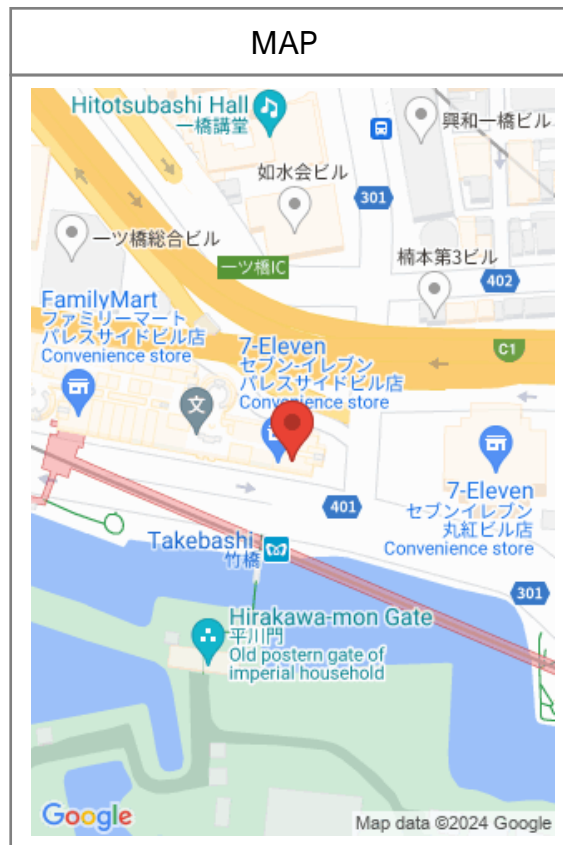 MAP
Hitotsubashi Hall
一橋講堂
興和一橋ビル
如水会ビル
301
一ツ橋総合ビル
楠本第3ビル
一ツ橋IC
402
FamilyMart
ファミリーマート
パレスサイドビル店
Convenience store
7-Eleven
セブン-イレブン
パレスサイドビル店
Convenience store
C1
文
7-Eleven
セブンイレブン
丸紅ビル店
Convenience store
401
Takebashi
竹橋
301
Hirakawa-mon Gate
平川門
Old postern gate of
imperial household
Google
Map data ©2024 Google